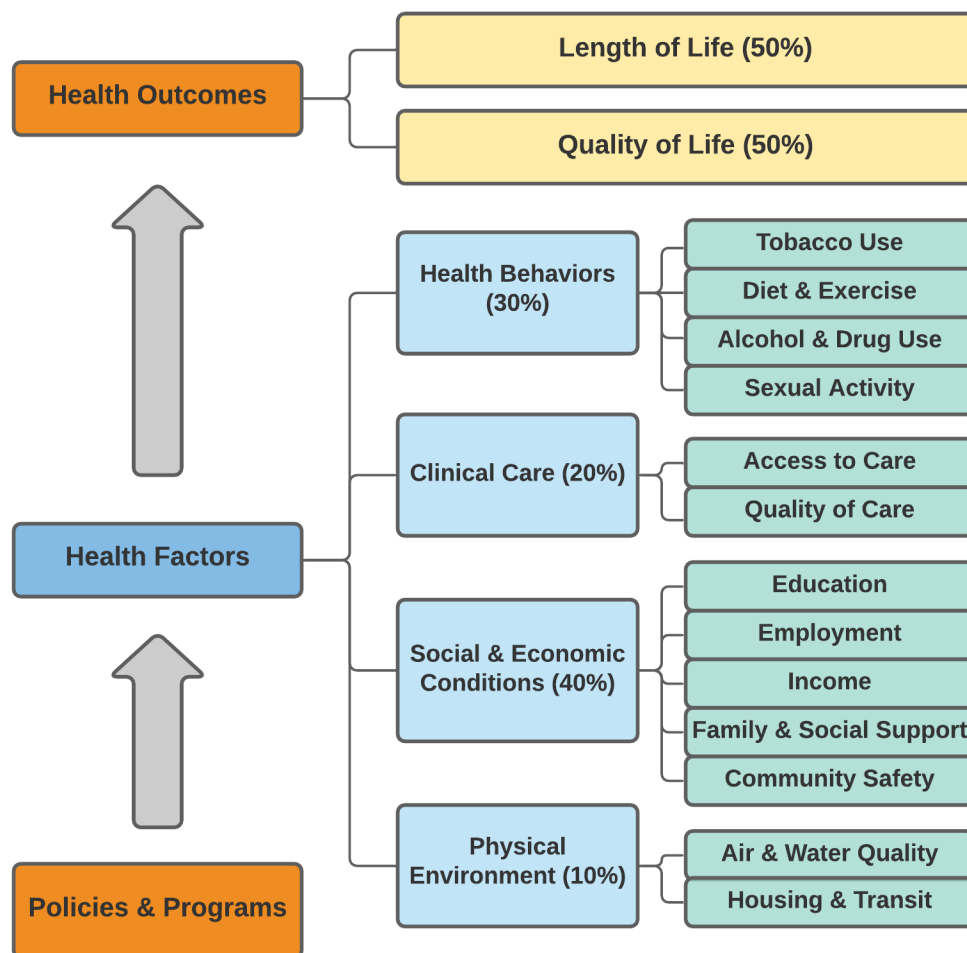 Health Outcomes
Length of Life (50%)
Quality of Life (50%)
Health Factors
Health Behaviors
(30%)
Tobacco Use
Diet & Exercise
Alcohol & Drug Use
Sexual Activity
Clinical Care (20%)
Access to Care
Quality of Care
Social & Economic
Conditions (40%)
Education
Employment
Income
Family & Social Support
Community Safety
Physical
Environment (10%)
Air & Water Quality
Housing & Transit
Policies & Programs